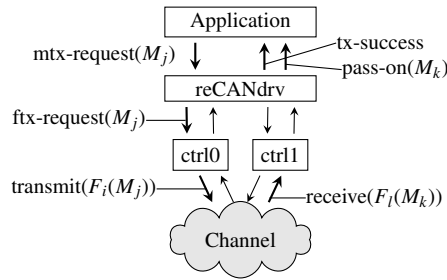 Application
mtx-request(Mj)
tx-success
pass-on(Mk)
reCANdrv
ftx-request(Mj)
ctrl0
ctrl1
transmit(Fi(Mj))
receive(Fl(Mk))
Channel